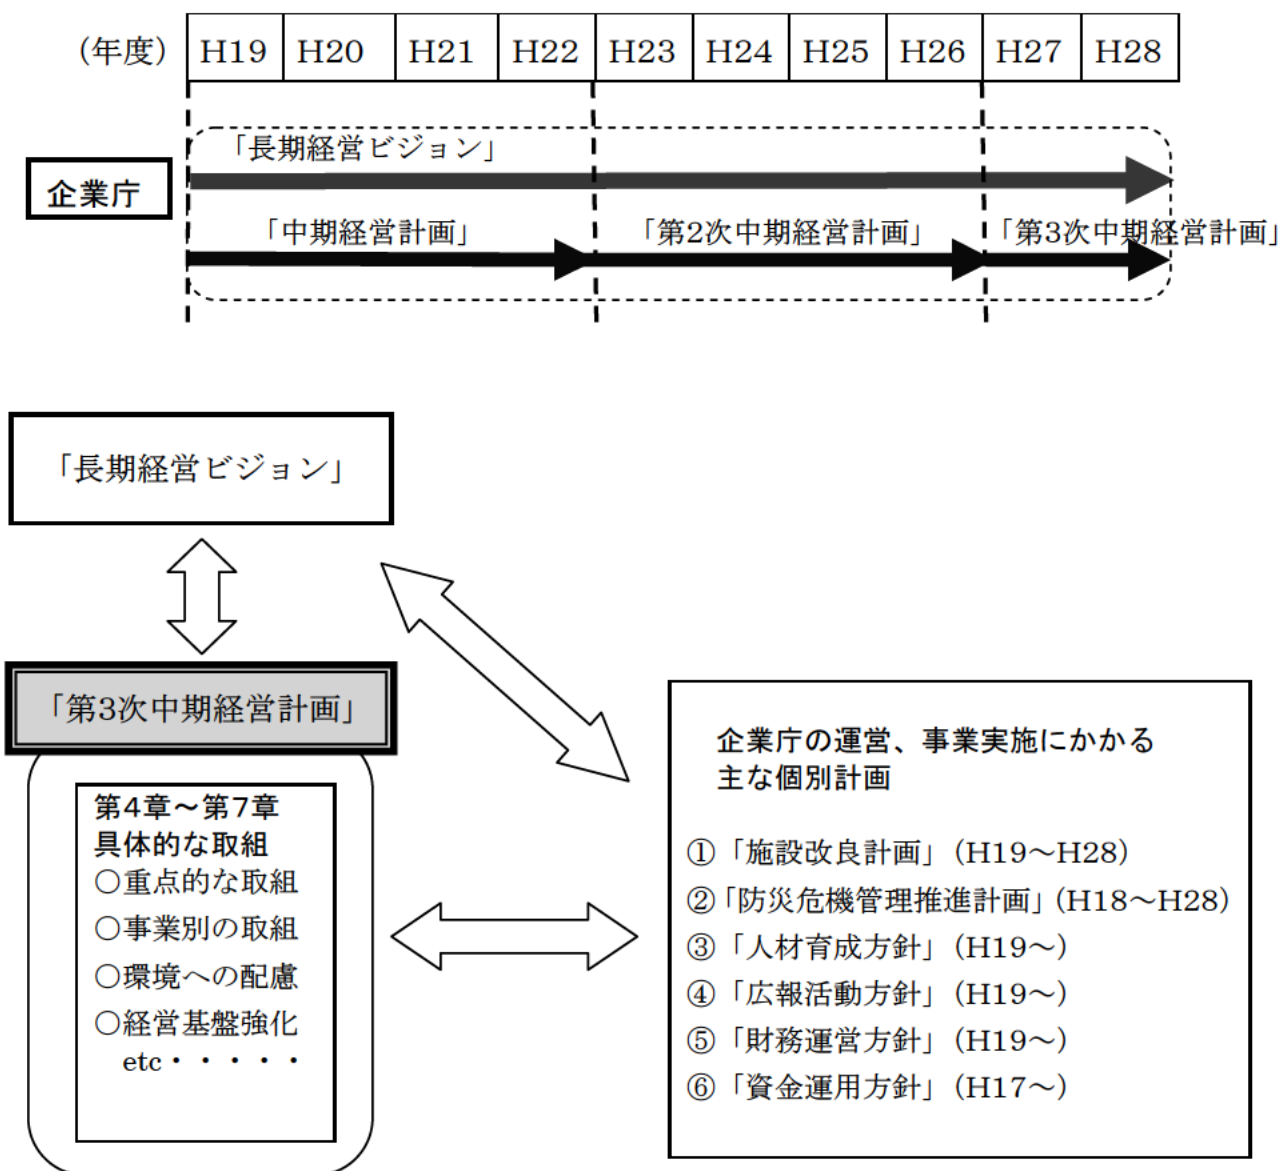 (年度) H19 H20 H21 H22 H23 H24 H25 H26 H27 H28
「長期経営ビジョン」
企業庁
「中期経営計画」 「第2次中期経営計画」 「第3次中期経営計画」
「長期経営ビジョン」
「第3次中期経営計画」
第4章～第7章
具体的な取組
○重点的な取組
○事業別の取組
○環境への配慮
○経営基盤強化
etc・・・・・
企業庁の運営、事業実施にかかる
主な個別計画
①「施設改良計画」(H19～H28)
②「防災危機管理推進計画」(H18～H28)
③「人材育成方針」(H19～)
④「広報活動方針」(H19～)
⑤「財務運営方針」(H19～)
⑥「資金運用方針」(H17～)